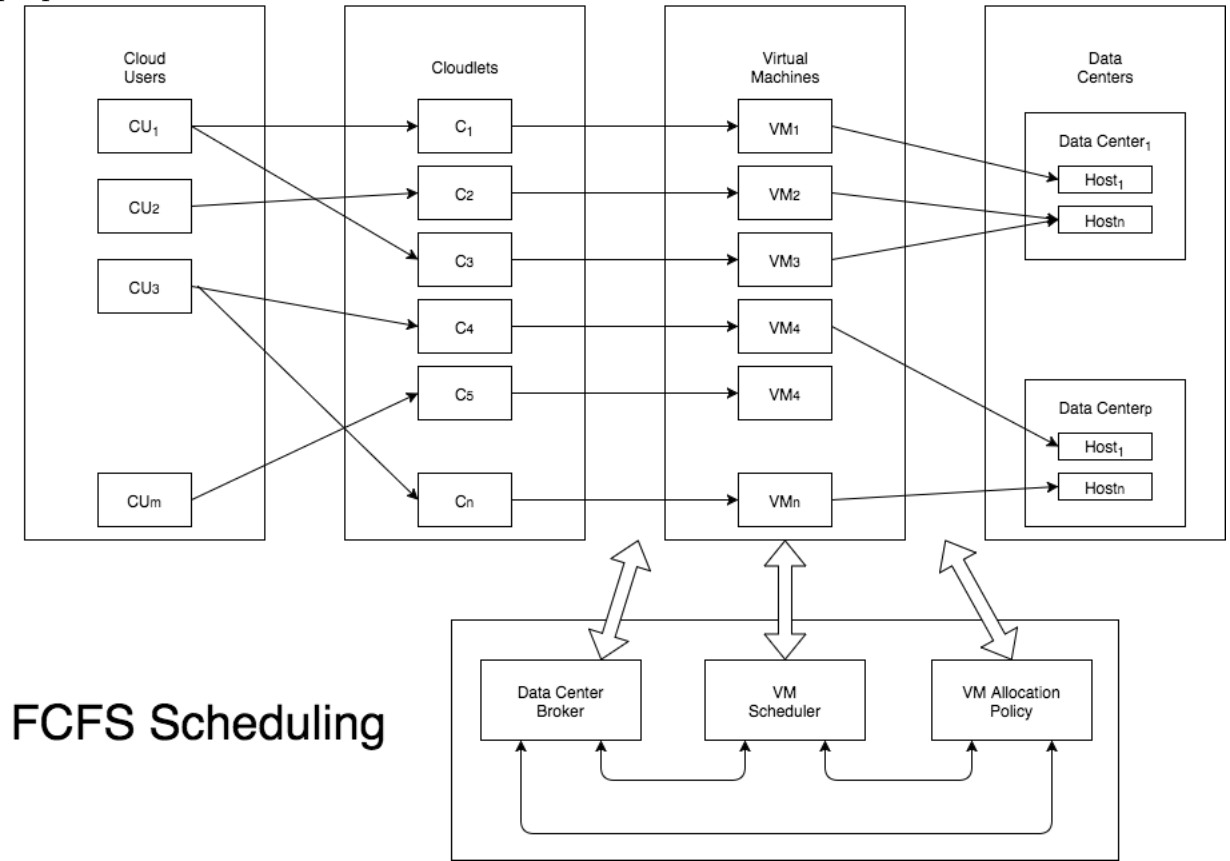 Cloud
Users
CU₁
CU₂
CU₃
CUm
Cloudlets
C₁
C₂
C₃
C₄
C₅
Cn
Virtual
Machines
VM₁
VM₂
VM₃
VM₄
VM₄
VMn
Data
Centers
Data Center₁
Host₁
Hostn
Data Centerp
Host₁
Hostn
FCFS Scheduling
Data Center
Broker
VM
Scheduler
VM Allocation
Policy